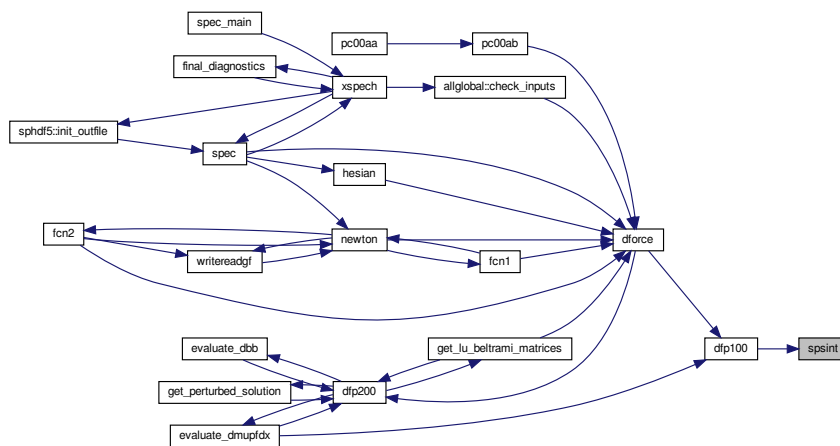 spec_main
pc00aa
pc00ab
final_diagnostics
xspech
allglobal::check_inputs
sphdf5::init_outfile
spec
hesian
fcn2
newton
dforce
writereadgf
fcn1
evaluate_dbb
get_lu_beltrami_matrices
dfp100
spsint
get_perturbed_solution
dfp200
evaluate_dmupfdx